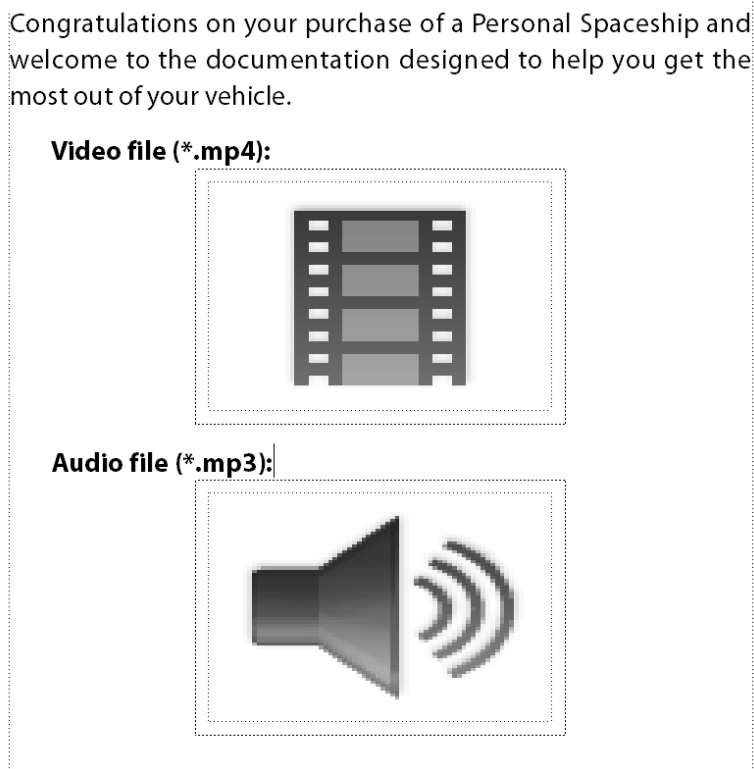 Congratulations on your purchase of a Personal Spaceship and
welcome to the documentation designed to help you get the
most out of your vehicle.
Video file (*.mp4):
Audio file (*.mp3):